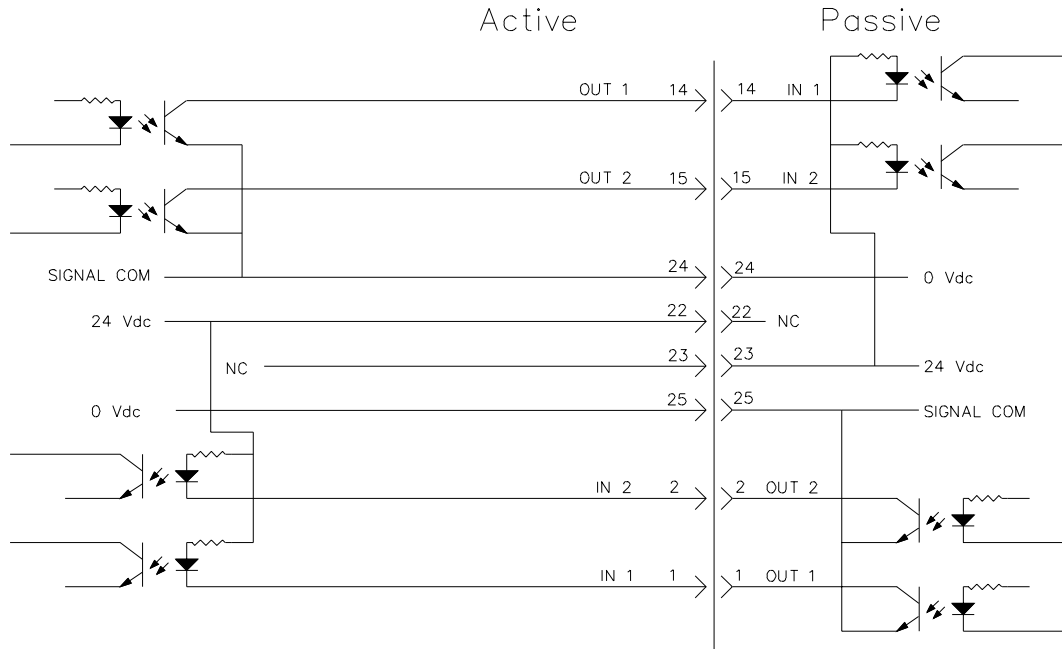 Active Passive
OUT 1 14 14 IN 1
OUT 2 15 15 IN 2
SIGNAL COM 24 24 0 Vdc
24 Vdc 22 22 NC
NC 23 23 24 Vdc
0 Vdc 25 25 SIGNAL COM
IN 2 2 2 OUT 2
IN 1 1 1 OUT 1